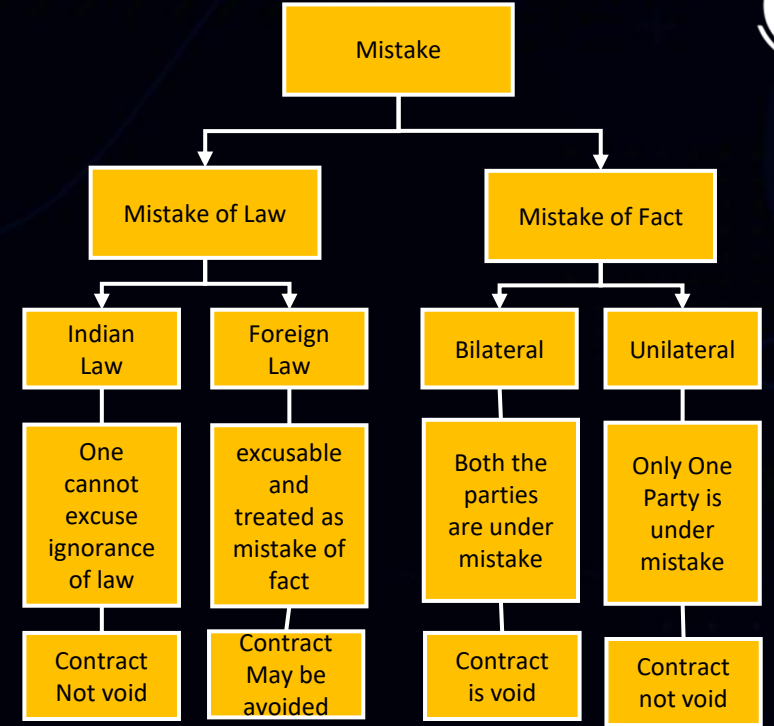 Mistake
Mistake of Law
Mistake of Fact
Indian
Law
Foreign
Law
Bilateral
Unilateral
One
cannot
excuse
ignorance
of law
excusable
and
treated as
mistake of
fact
Both the
parties
are under
mistake
Only One
Party is
under
mistake
Contract
Not void
Contract
May be
avoided
Contract
is void
Contract
not void